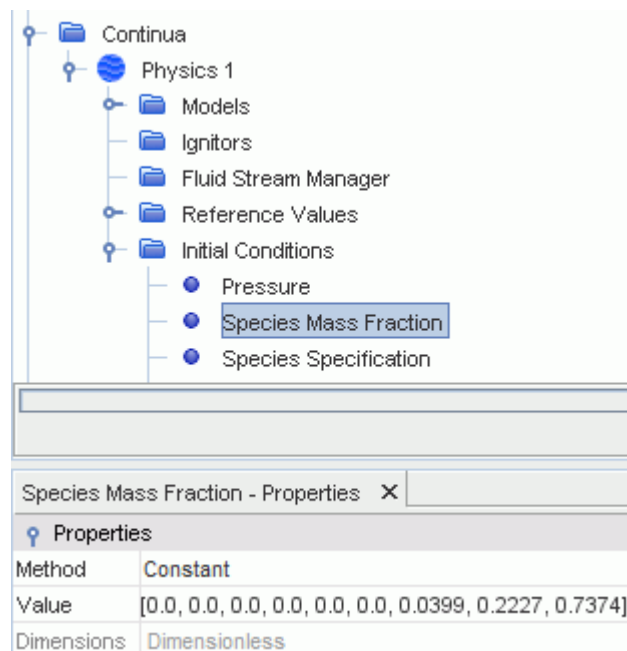 Continua
Physics 1
Models
Ignitors
Fluid Stream Manager
Reference Values
Initial Conditions
Pressure
Species Mass Fraction
Species Specification
Species Mass Fraction - Properties X
Properties
Method Constant
Value [0.0, 0.0, 0.0, 0.0, 0.0, 0.0, 0.0399, 0.2227, 0.7374]
Dimensions Dimensionless